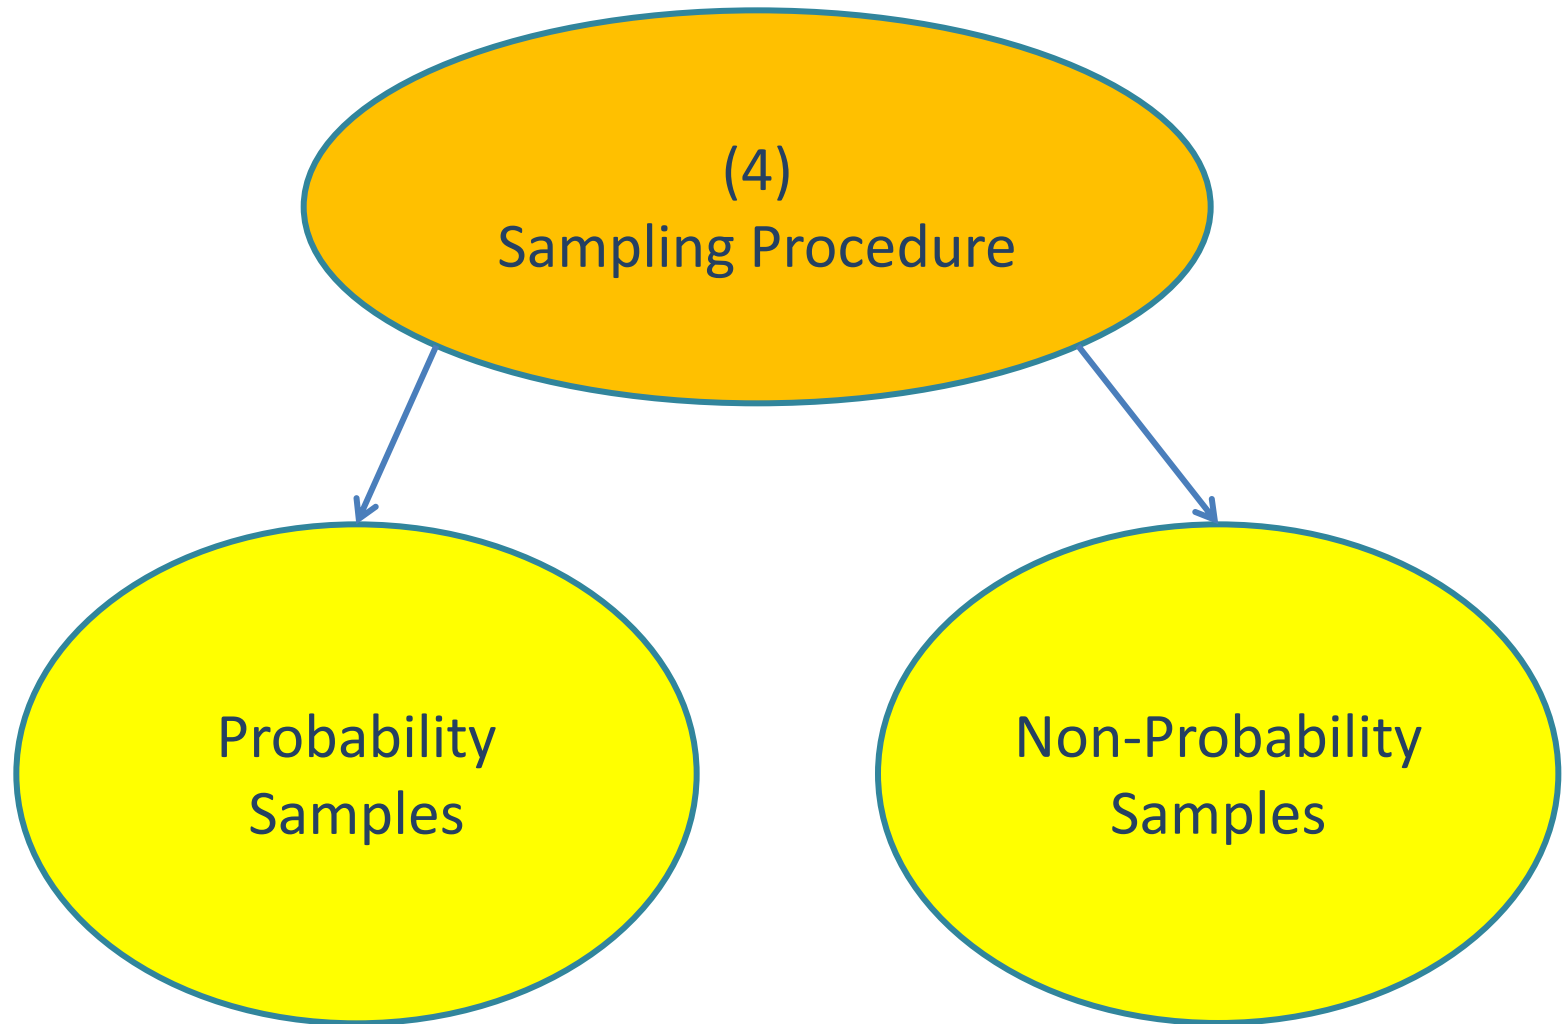 (4)
Sampling Procedure
Probability
Samples
Non-Probability
Samples